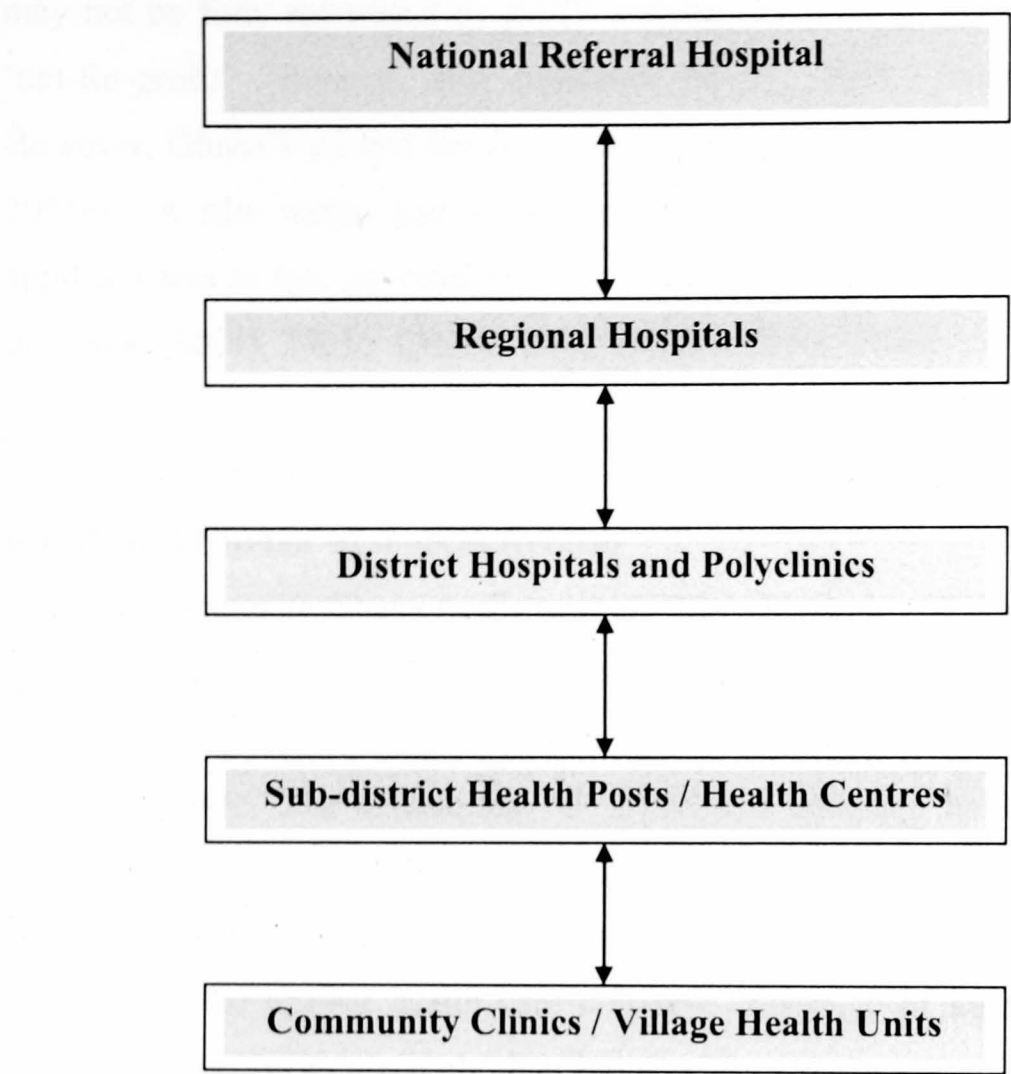 National Referral Hospital
Regional Hospitals
District Hospitals and Polyclinics
Sub-district Health Posts / Health Centres
Community Clinics / Village Health Units